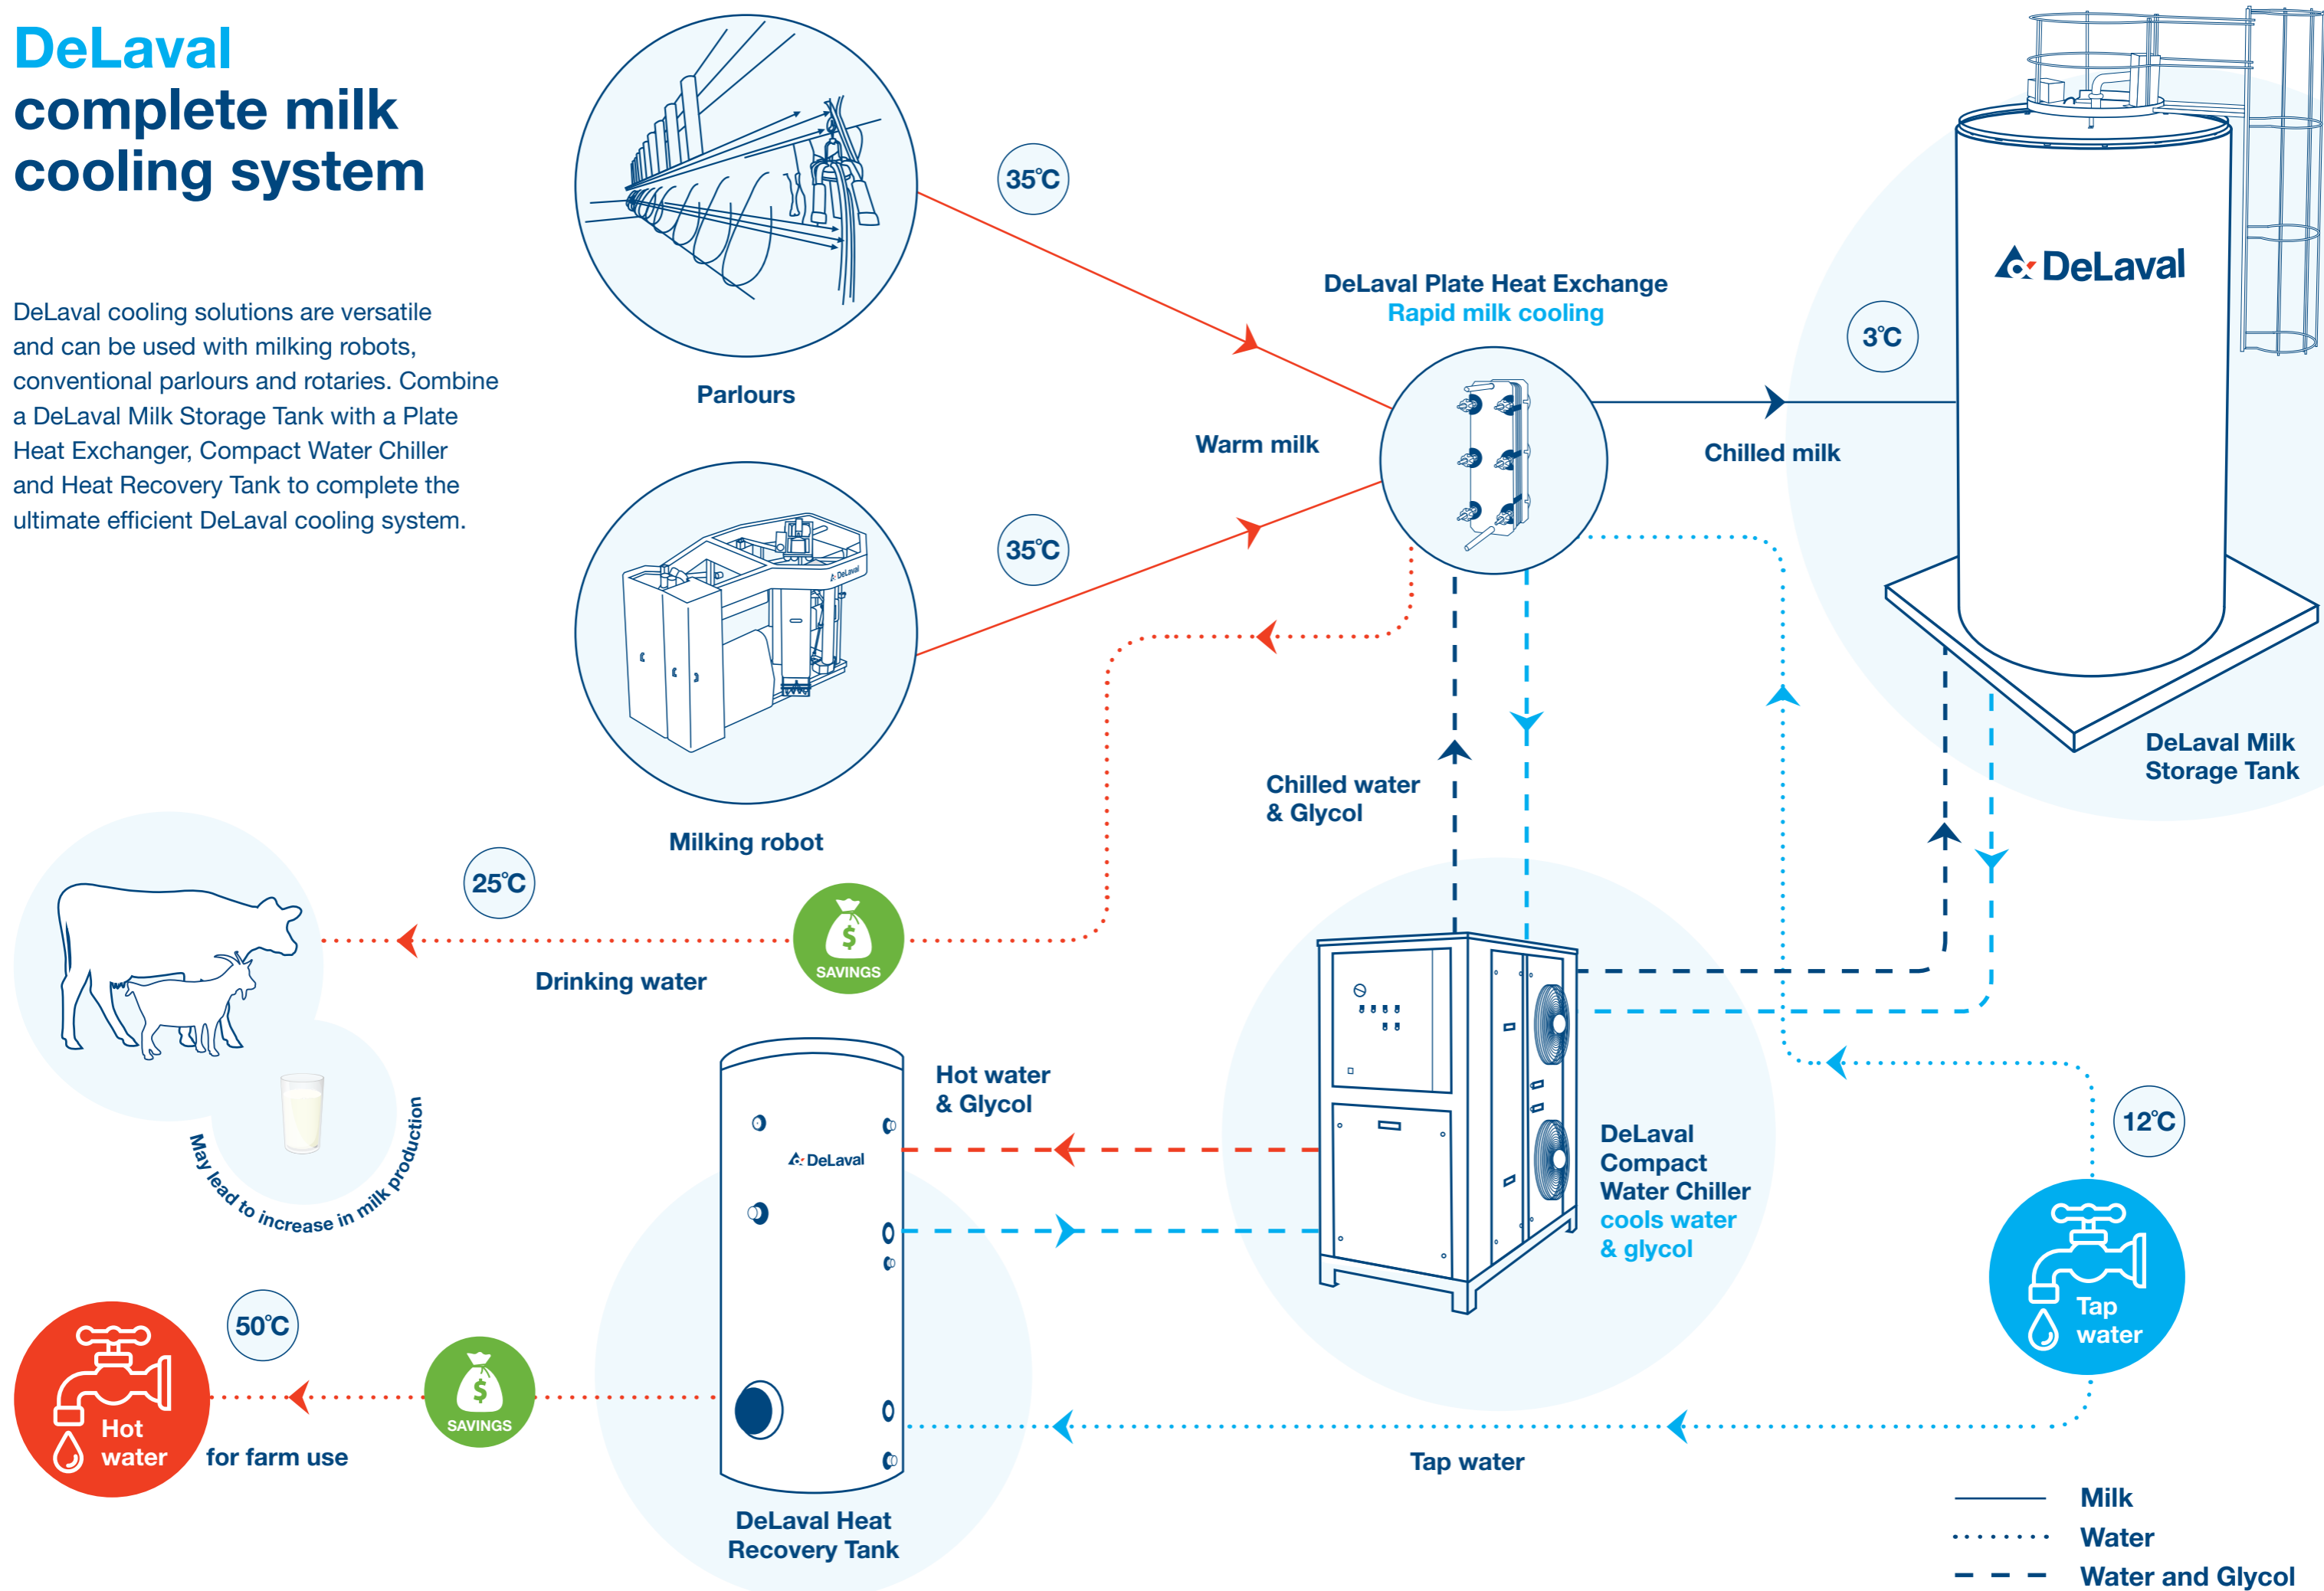 DeLaval
complete milk
cooling system
DeLaval cooling solutions are versatile
and can be used with milking robots,
conventional parlours and rotaries. Combine
a DeLaval Milk Storage Tank with a Plate
Heat Exchanger, Compact Water Chiller
and Heat Recovery Tank to complete the
ultimate efficient DeLaval cooling system.
Parlours
35°C
DeLaval Plate Heat Exchange
Rapid milk cooling
3°C
DeLaval
Warm milk
Chilled milk
35°C
DeLaval
Milking robot
DeLaval Milk
Storage Tank
Chilled water
& Glycol
25°C
SAVINGS
Drinking water
May lead to increase in milk production
Hot water
& Glycol
DeLaval
DeLaval
Compact
Water Chiller
cools water
& glycol
12°C
Tap
water
50°C
Hot
water
for farm use
SAVINGS
Tap water
DeLaval Heat
Recovery Tank
Milk
Water
Water and Glycol